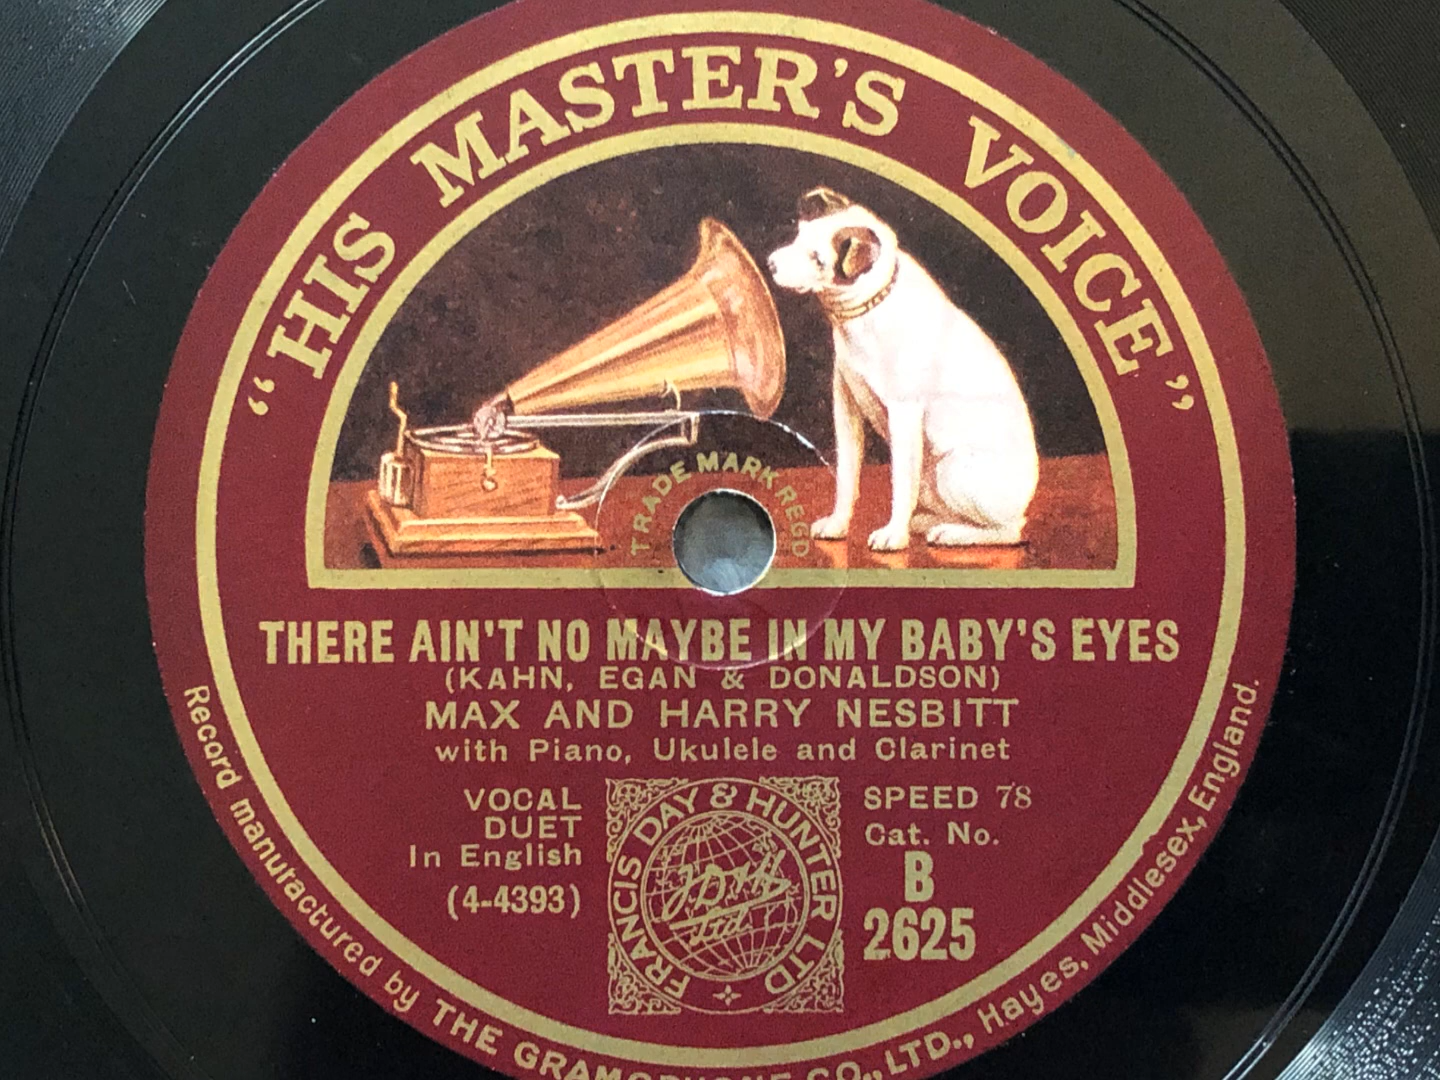 “HIS MASTER'S VOICE”
TRADE MARK REGD
THERE AIN'T NO MAYBE IN MY BABY'S EYES
(KAHN, EGAN & DONALDSON)
MAX AND HARRY NESBITT
with Piano, Ukulele and Clarinet
VOCAL
DUET
In English
(4-4393)
FRANCIS DAY & HUNTER LTD
FD&H
Ltd.
SPEED 78
Cat. No.
B
2625
Record manufactured by THE GRAMOPHONE CO., LTD., Hayes, Middlesex, England.